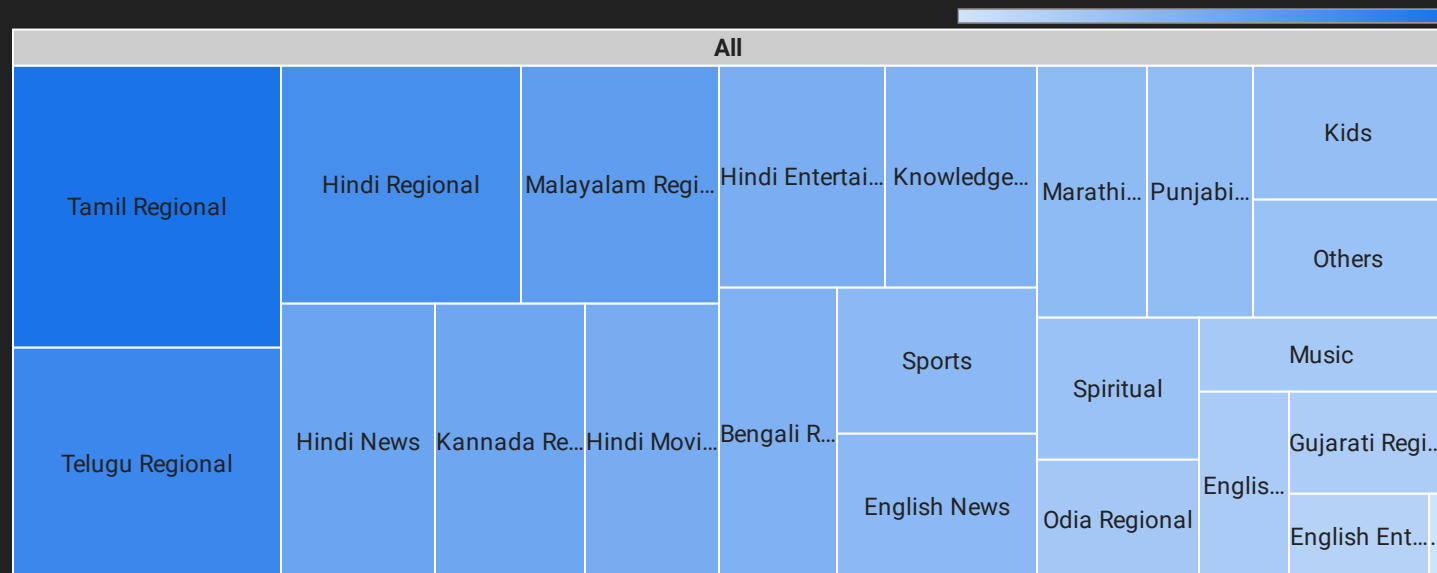 All
Tamil Regional
Hindi Regional
Malayalam Regi...
Hindi Entertai...
Knowledge...
Marathi...
Punjabi...
Kids
Others
Telugu Regional
Hindi News
Kannada Re...
Hindi Movi...
Bengali R...
Sports
English News
Spiritual
Odia Regional
Music
Englis...
Gujarati Regi...
English Ent...
.